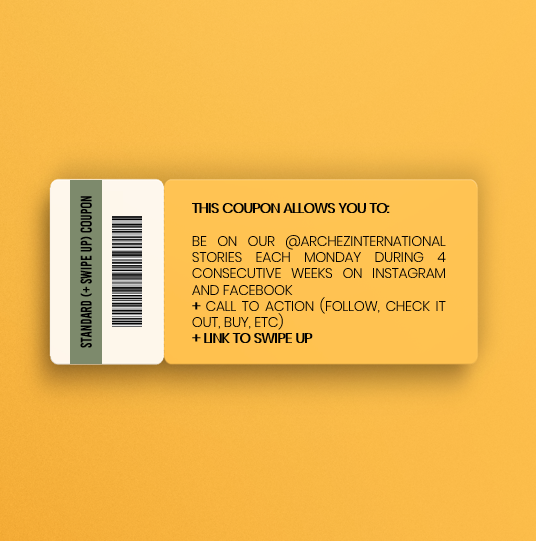 STANDARD (+ SWIPE UP) COUPON
THIS COUPON ALLOWS YOU TO:
BE ON OUR @ARCHEZINTERNATIONAL
STORIES EACH MONDAY DURING 4
CONSECUTIVE WEEKS ON INSTAGRAM
AND FACEBOOK
+ CALL TO ACTION (FOLLOW, CHECK IT
OUT, BUY, ETC)
+ LINK TO SWIPE UP